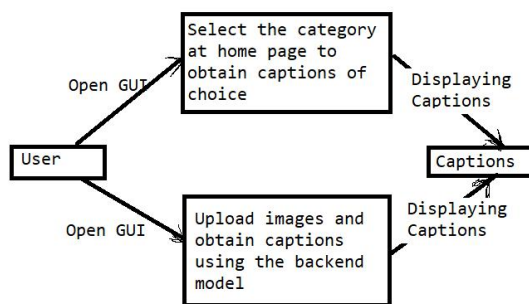 Select the category
at home page to
obtain captions of
choice
Open GUI
Displaying
Captions
User
Captions
Open GUI
Upload images and
obtain captions
using the backend
model
Displaying
Captions